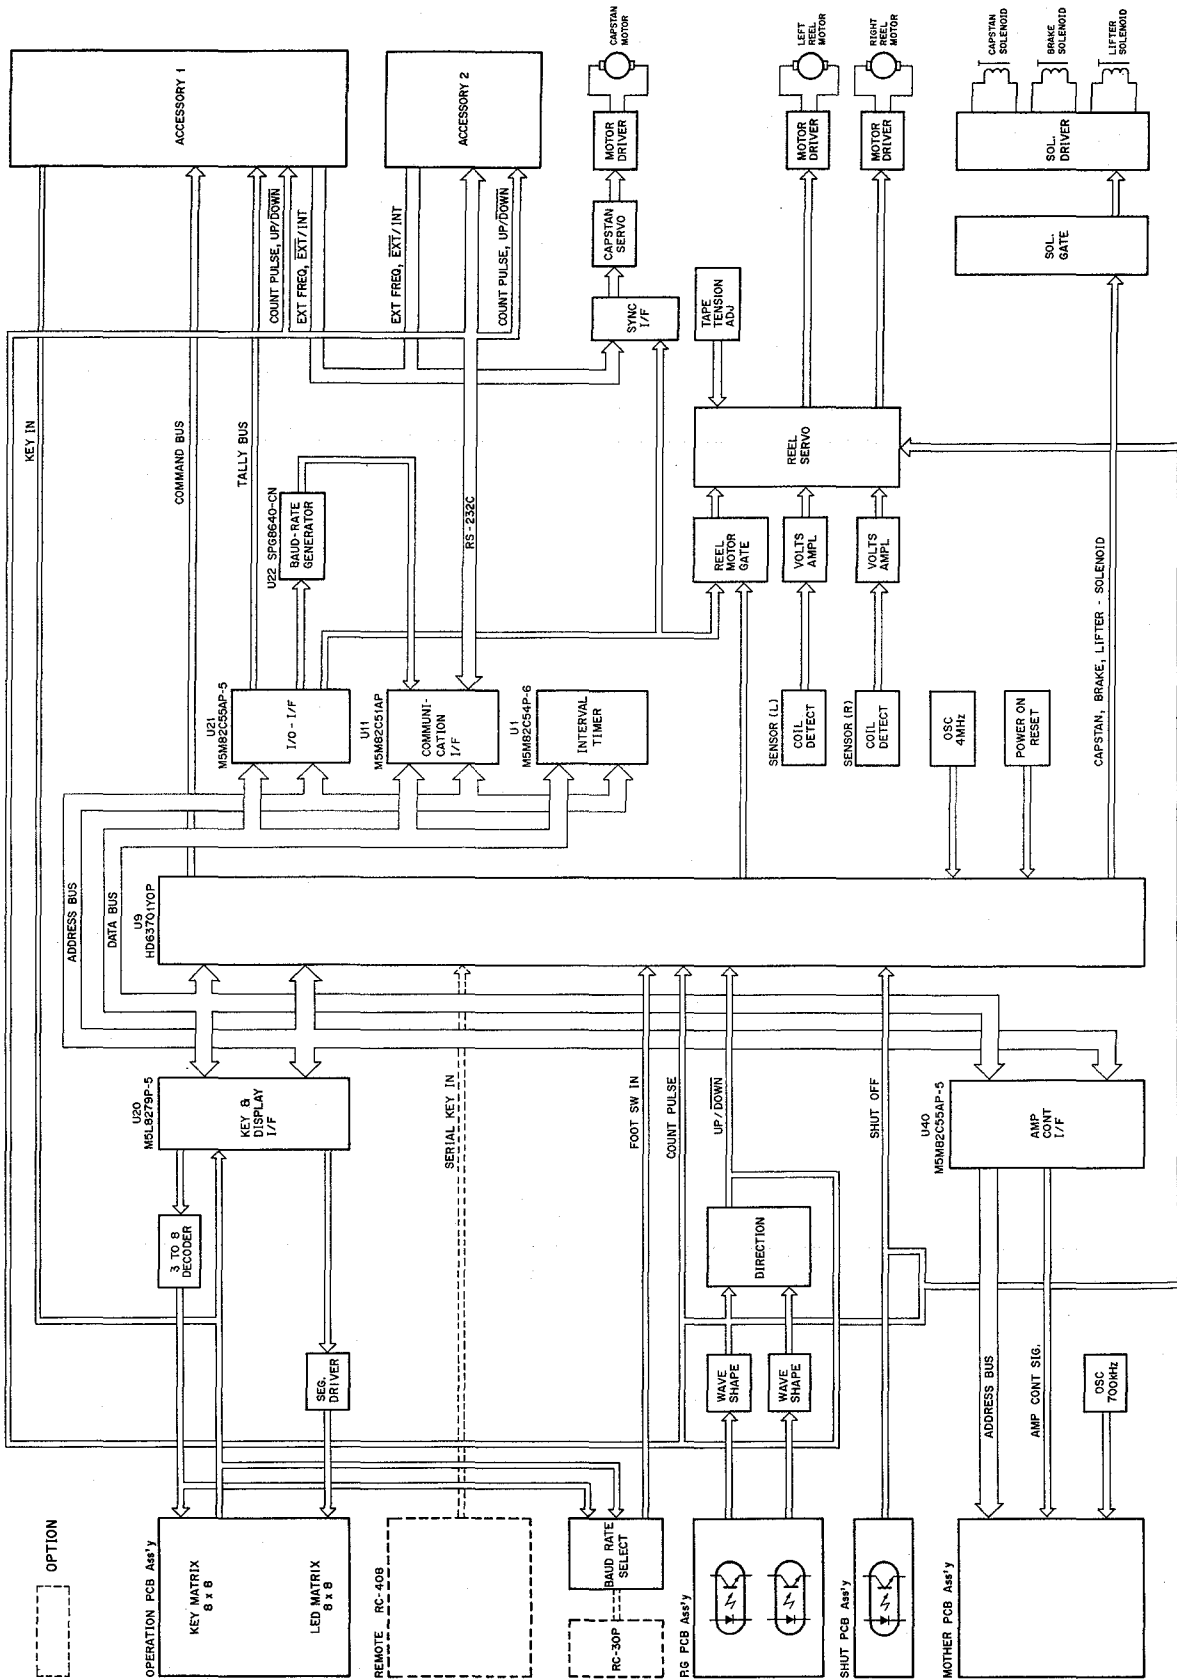 OPTION
OPERATION PCB Ass'y
KEY MATRIX
8 x 8
LED MATRIX
8 x 8
REMOTE RC-408
RC-30P
BAUD RATE
SELECT
P.G PCB Ass'y
SHUT PCB Ass'y
MOTHER PCB Ass'y
3 TO 8
DECODER
SEG.
DRIVER
WAVE
SHAPE
WAVE
SHAPE
DIRECTION
OSC
700kHz
ADDRESS BUS
AMP CONT SIG.
U20
M5L8279P-5
KEY &
DISPLAY
I/F
SERIAL KEY IN
FOOT SW IN
COUNT PULSE
UP/DOWN
SHUT OFF
U40
M5M82C55AP-5
AMP
CONT
I/F
U9
HD63701YOP
ADDRESS BUS
DATA BUS
U21
M5M82C55AP-5
I/O-I/F
U11
M5M82C51AP
COMMUNI-
CATION
I/F
U1
M5M82C54P-6
INTERVAL
TIMER
SENSOR (L)
COIL
DETECT
SENSOR (R)
COIL
DETECT
OSC
4MHz
POWER ON
RESET
U22 SPG8640-CN
BAUD-RATE
GENERATOR
REEL
MOTOR
GATE
VOLTS
AMPL
VOLTS
AMPL
REEL
SERVO
TAPE
TENSION
ADJ
KEY IN
COMMAND BUS
TALLY BUS
RS-232C
COUNT PULSE, UP/DOWN
EXT FREQ, EXT/INT
EXT FREQ, EXT/INT
COUNT PULSE, UP/DOWN
CAPSTAN, BRAKE, LIFTER - SOLENOID
SYNC
I/F
CAPSTAN
SERVO
MOTOR
DRIVER
CAPSTAN
MOTOR
MOTOR
DRIVER
LEFT
REEL
MOTOR
MOTOR
DRIVER
RIGHT
REEL
MOTOR
SOL.
GATE
SOL.
DRIVER
CAPSTAN
SOLENOID
BRAKE
SOLENOID
LIFTER
SOLENOID
ACCESSORY 1
ACCESSORY 2